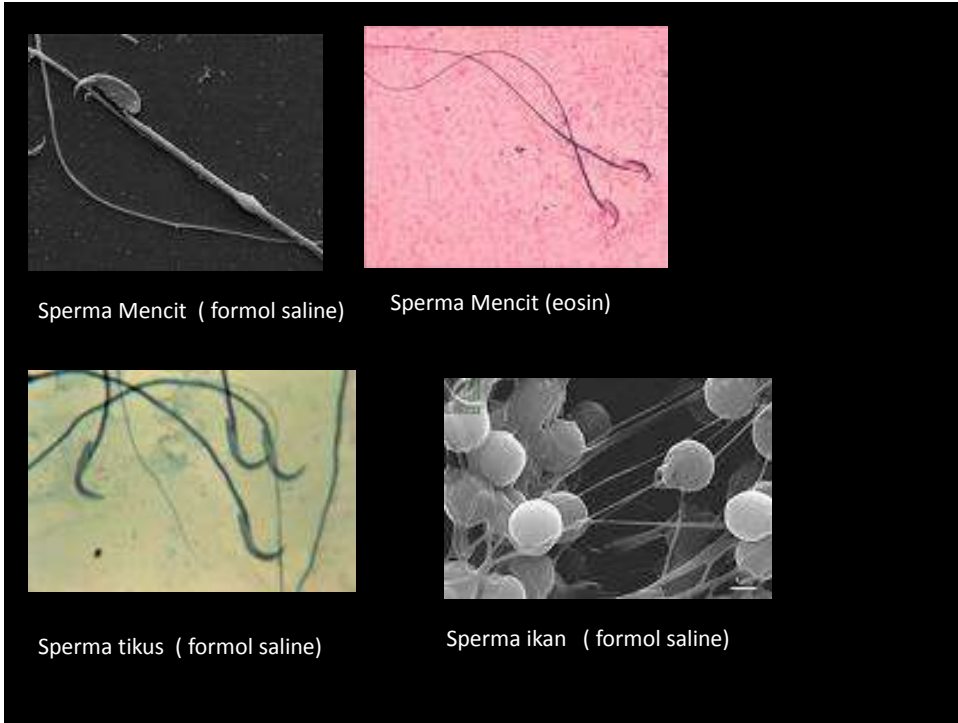 Sperma Mencit ( formol saline)
Sperma Mencit (eosin)
Sperma tikus ( formol saline)
Sperma ikan ( formol saline)